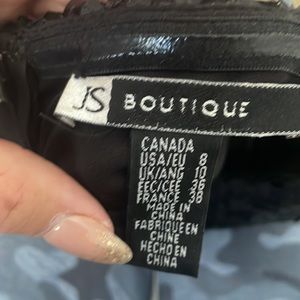 JS BOUTIQUE
CANADA
USA/EU 8
UK/ANG 10
EEC/CEE 36
FRANCE 38
MADE IN
CHINA
FABRIQUE EN
CHINE
HECHO EN
CHINA